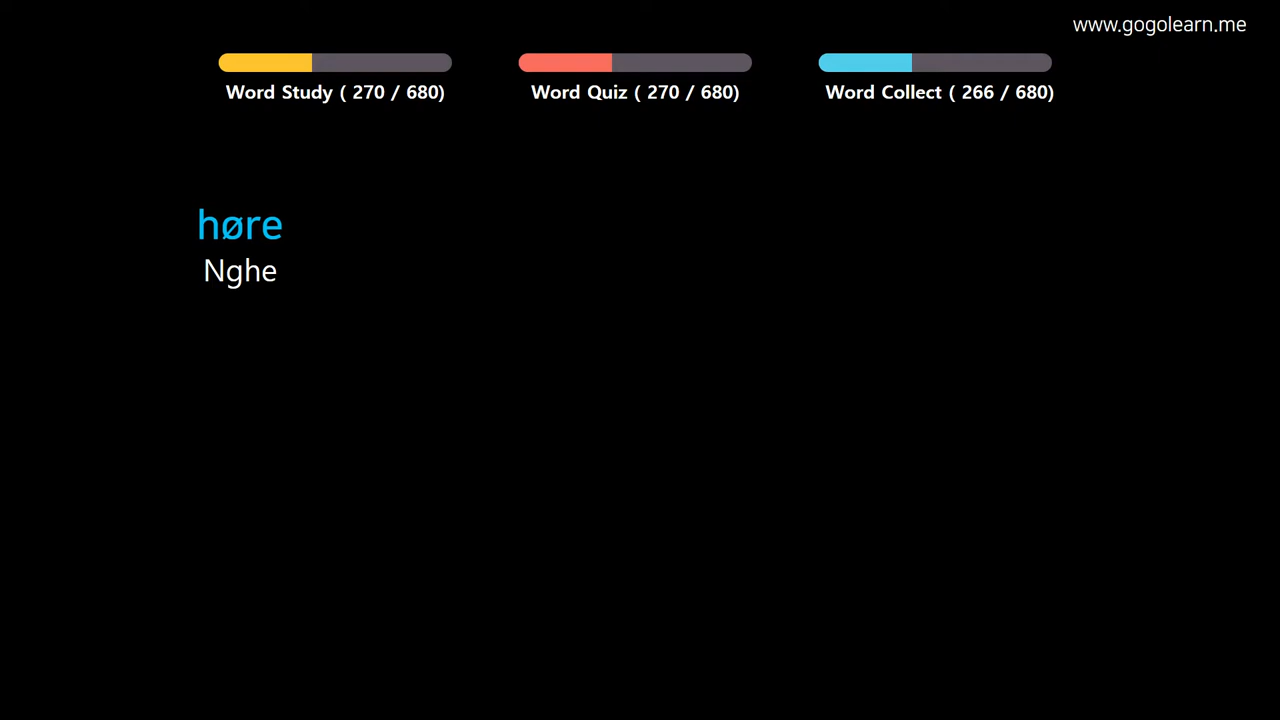 www.gogolearn.me
Word Study ( 270 / 680)
Word Quiz ( 270 / 680)
Word Collect ( 266 / 680)
høre
Nghe